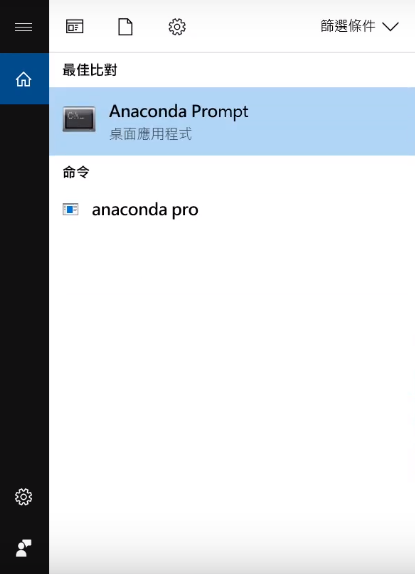 篩選條件
最佳比對
Anaconda Prompt
桌面應用程式
命令
anaconda pro